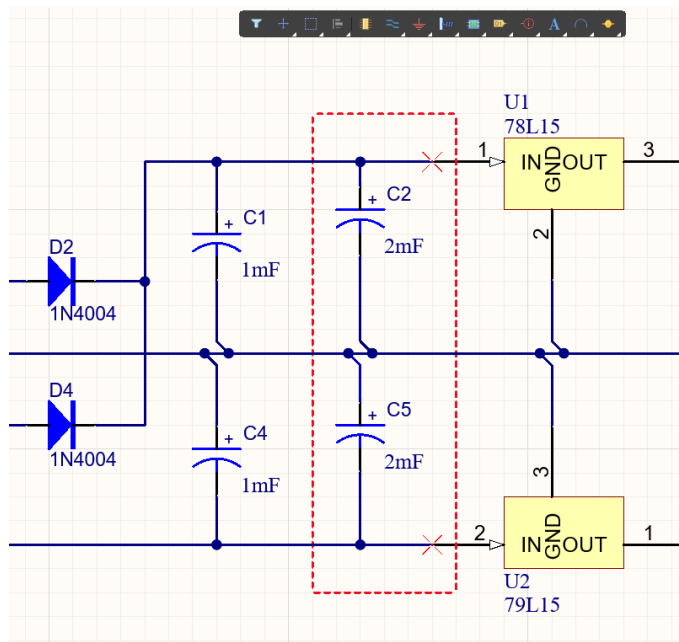 A
U1
78L15
1
IN
GND
OUT
3
2
C1
1mF
C2
2mF
D2
1N4004
D4
1N4004
C4
1mF
C5
2mF
3
2
IN
GND
OUT
1
U2
79L15